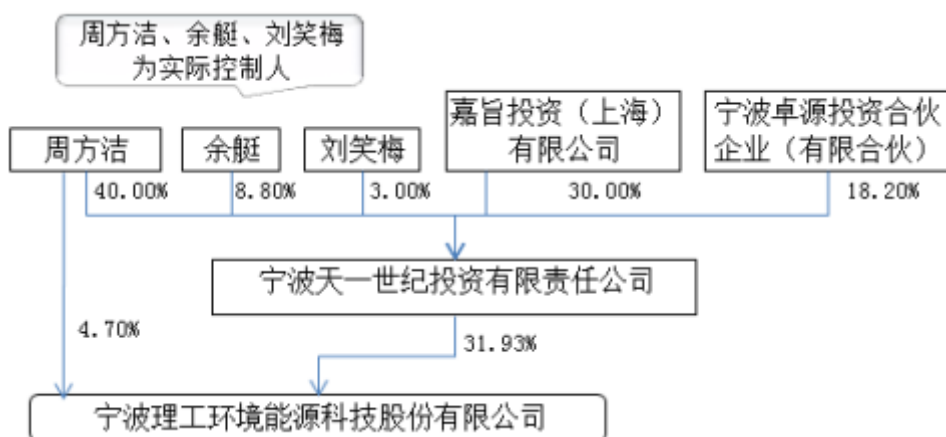 周方洁、余艇、刘笑梅
为实际控制人
周方洁
余艇
刘笑梅
嘉旨投资（上海）
有限公司
宁波卓源投资合伙
企业（有限合伙）
40.00%
8.80%
3.00%
30.00%
18.20%
宁波天一世纪投资有限责任公司
4.70%
31.93%
宁波理工环境能源科技股份有限公司